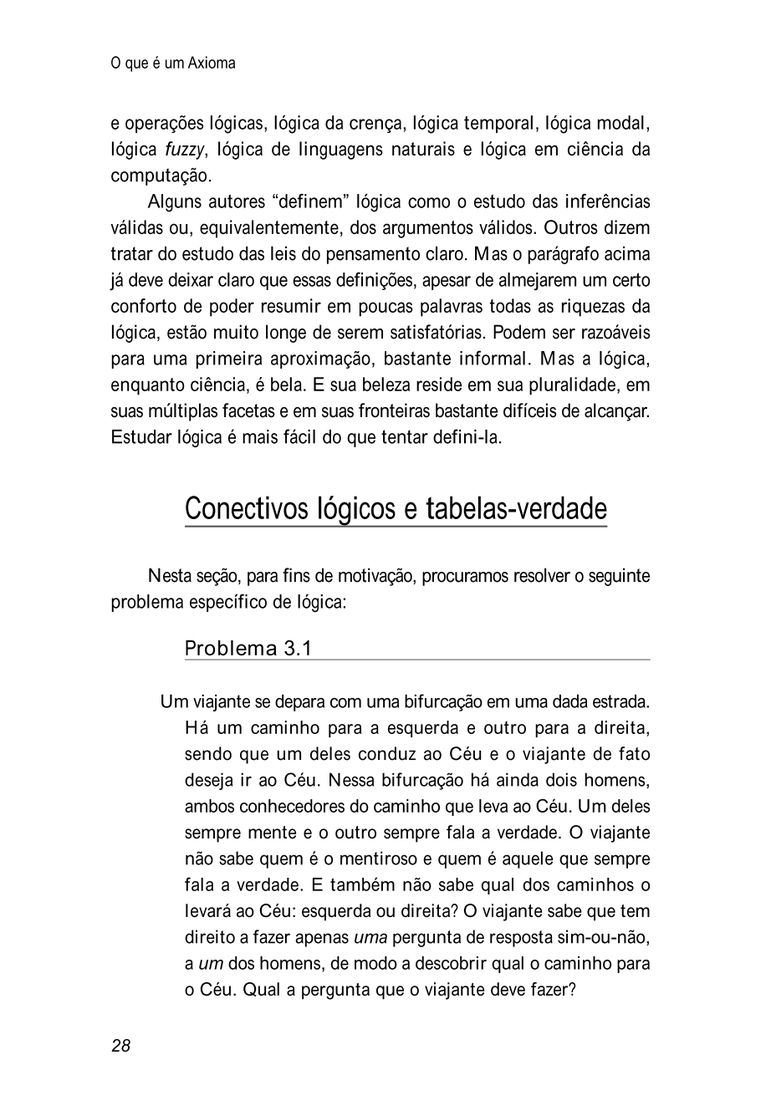 O que é um Axioma
e operações lógicas, lógica da crença, lógica temporal, lógica modal,
lógica fuzzy, lógica de linguagens naturais e lógica em ciência da
computação.
Alguns autores “definem” lógica como o estudo das inferências
válidas ou, equivalentemente, dos argumentos válidos. Outros dizem
tratar do estudo das leis do pensamento claro. Mas o parágrafo acima
já deve deixar claro que essas definições, apesar de almejarem um certo
conforto de poder resumir em poucas palavras todas as riquezas da
lógica, estão muito longe de serem satisfatórias. Podem ser razoáveis
para uma primeira aproximação, bastante informal. Mas a lógica,
enquanto ciência, é bela. E sua beleza reside em sua pluralidade, em
suas múltiplas facetas e em suas fronteiras bastante difíceis de alcançar.
Estudar lógica é mais fácil do que tentar defini-la.
Conectivos lógicos e tabelas-verdade
Nesta seção, para fins de motivação, procuramos resolver o seguinte
problema específico de lógica:
Problema 3.1
Um viajante se depara com uma bifurcação em uma dada estrada.
Há um caminho para a esquerda e outro para a direita,
sendo que um deles conduz ao Céu e o viajante de fato
deseja ir ao Céu. Nessa bifurcação há ainda dois homens,
ambos conhecedores do caminho que leva ao Céu. Um deles
sempre mente e o outro sempre fala a verdade. O viajante
não sabe quem é o mentiroso e quem é aquele que sempre
fala a verdade. E também não sabe qual dos caminhos o
levará ao Céu: esquerda ou direita? O viajante sabe que tem
direito a fazer apenas uma pergunta de resposta sim-ou-não,
a um dos homens, de modo a descobrir qual o caminho para
o Céu. Qual a pergunta que o viajante deve fazer?
28